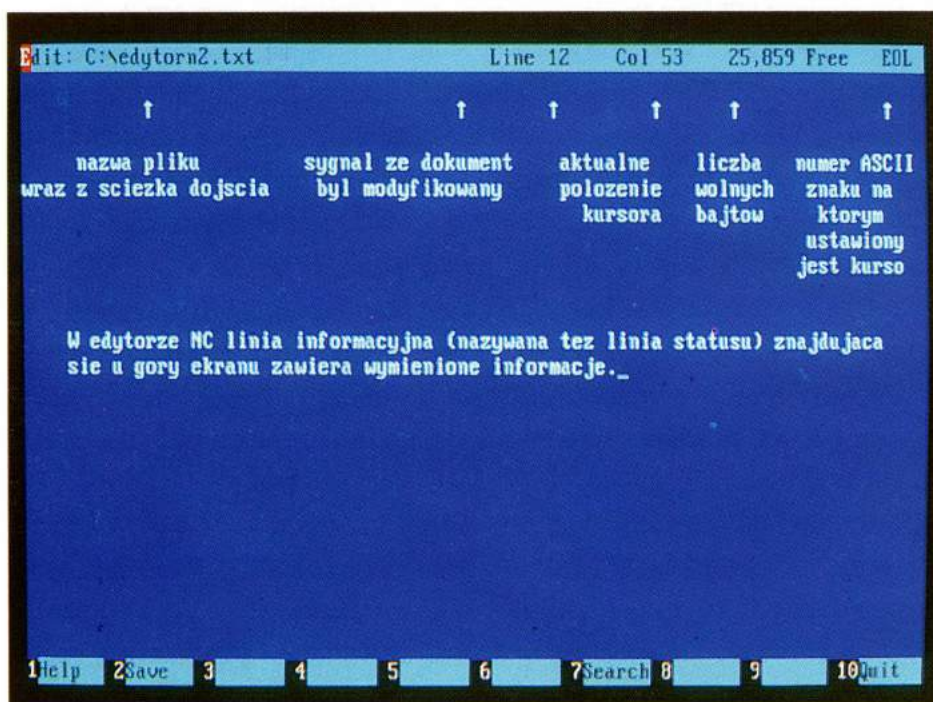 Edit: C:\edytorn2.txt Line 12 Col 53 25,859 Free EOL
↑ ↑ ↑ ↑ ↑ ↑
nazwa pliku sygnal ze dokument aktualne liczba numer ASCII
wraz z sciezka dojscia byl modyfikowany polozenie wolnych znaku na
kursora bajtow ktorym
ustawiony
jest kurso
W edytorze NC linia informacyjna (nazywana tez linia statusu) znajdujaca
sie u gory ekranu zawiera wymienione informacje._
1Help 2Save 3 4 5 6 7Search 8 9 10Quit